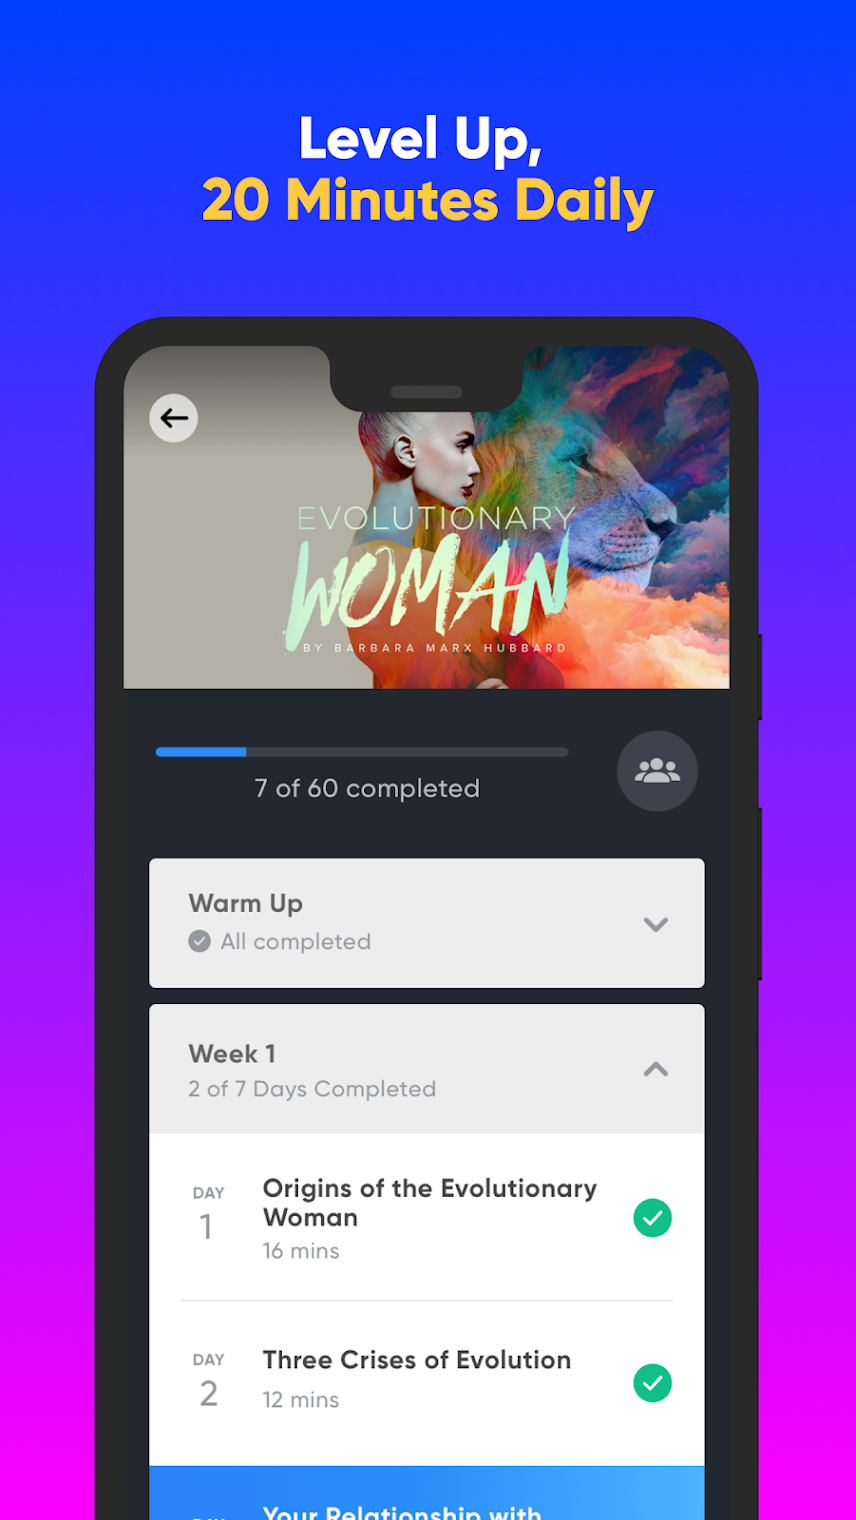 Level Up,
20 Minutes Daily
EVOLUTIONARY
WOMAN
BY BARBARA MARX HUBBARD
7 of 60 completed
Warm Up
All completed
Week 1
2 of 7 Days Completed
DAY
1
Origins of the Evolutionary
Woman
16 mins
DAY
2
Three Crises of Evolution
12 mins
Your Relationship with